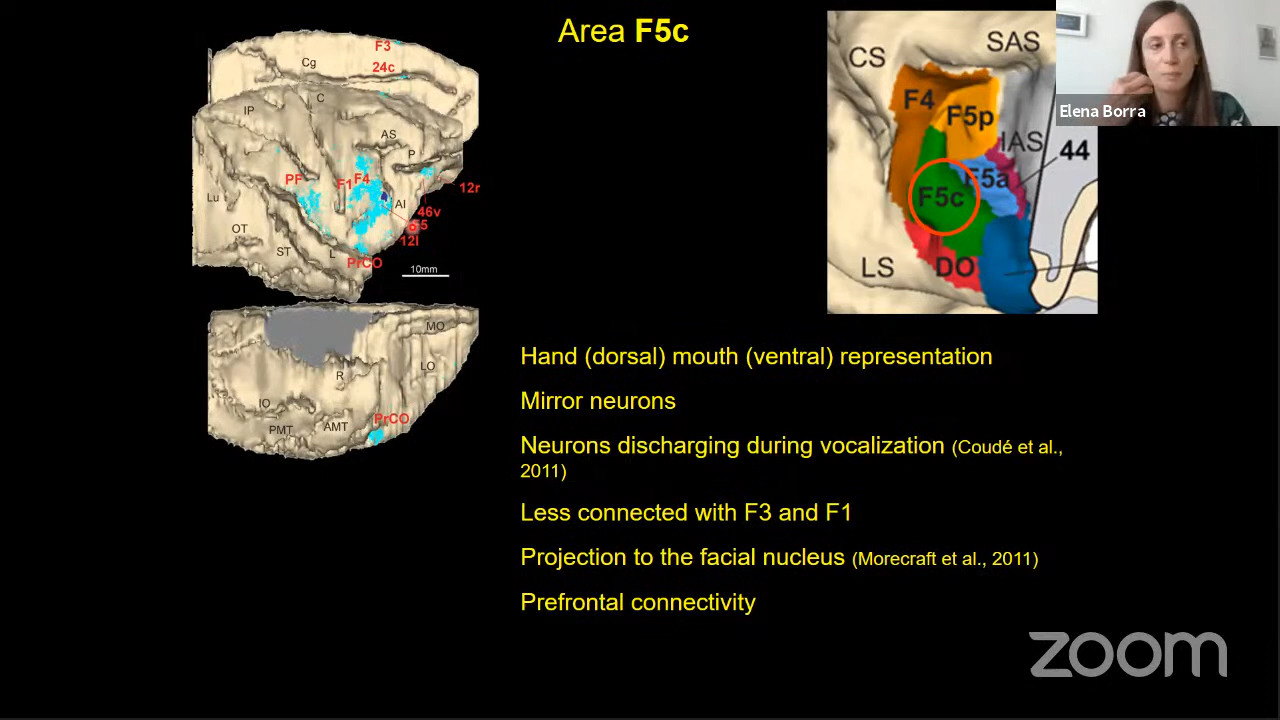 Area F5c
F3
Cg
24c
C
IP
AS
P
PF
F1
F4
12r
Lu
AI
46v
OT
12l
ST
L
PrCO
10mm
MO
R
LO
IO
PrCO
PMT
AMT
CS
SAS
F4
F5p
IAS
44
F5a
F5c
LS
DO
Elena Borra
Hand (dorsal) mouth (ventral) representation
Mirror neurons
Neurons discharging during vocalization (Coudé et al.,
2011)
Less connected with F3 and F1
Projection to the facial nucleus (Morecraft et al., 2011)
Prefrontal connectivity
zoom